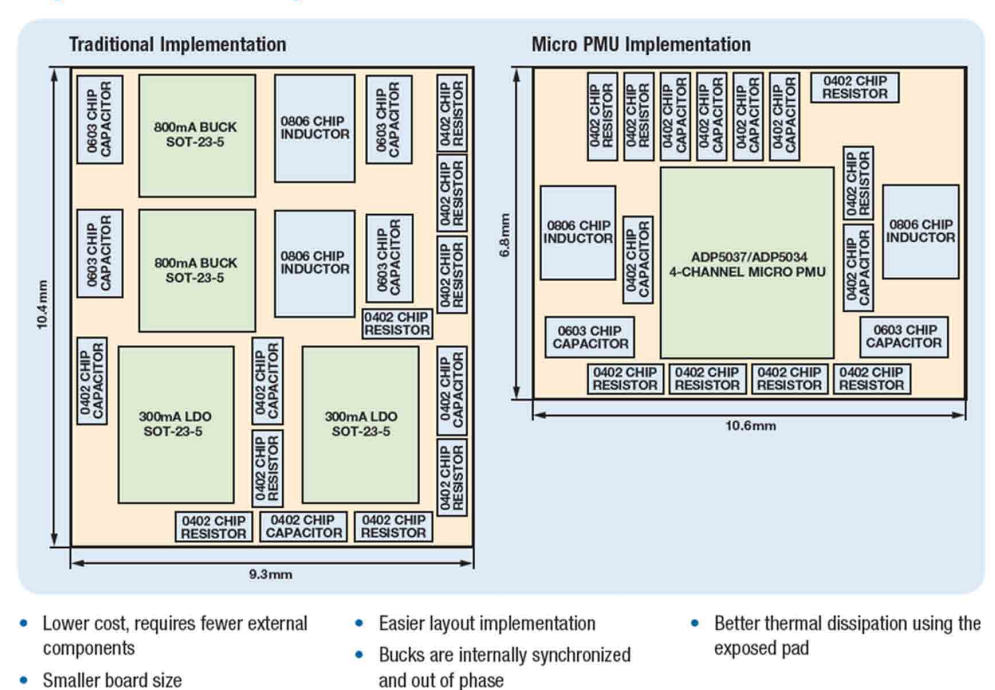 Traditional Implementation
0603 CHIP
CAPACITOR
800mA BUCK
SOT-23-5
0806 CHIP
INDUCTOR
0603 CHIP
CAPACITOR
0402 CHIP
RESISTOR
0402 CHIP
RESISTOR
0603 CHIP
CAPACITOR
800mA BUCK
SOT-23-5
0806 CHIP
INDUCTOR
0603 CHIP
CAPACITOR
0402 CHIP
RESISTOR
0402 CHIP
RESISTOR
10.4mm
0402 CHIP
CAPACITOR
300mA LDO
SOT-23-5
0402 CHIP
CAPACITOR
0402 CHIP
RESISTOR
300mA LDO
SOT-23-5
0402 CHIP
CAPACITOR
0402 CHIP
RESISTOR
0402 CHIP
RESISTOR
0402 CHIP
CAPACITOR
0402 CHIP
RESISTOR
9.3mm
Micro PMU Implementation
0402 CHIP
RESISTOR
0402 CHIP
RESISTOR
0402 CHIP
CAPACITOR
0402 CHIP
CAPACITOR
0402 CHIP
CAPACITOR
0402 CHIP
CAPACITOR
0402 CHIP
RESISTOR
6.8mm
0806 CHIP
INDUCTOR
0402 CHIP
CAPACITOR
ADP5037/ADP5034
4-CHANNEL MICRO PMU
0402 CHIP
RESISTOR
0402 CHIP
CAPACITOR
0806 CHIP
INDUCTOR
0603 CHIP
CAPACITOR
0603 CHIP
CAPACITOR
0402 CHIP
RESISTOR
0402 CHIP
RESISTOR
0402 CHIP
RESISTOR
0402 CHIP
RESISTOR
10.6mm
• Lower cost, requires fewer external
components
• Smaller board size
• Easier layout implementation
• Bucks are internally synchronized
and out of phase
• Better thermal dissipation using the
exposed pad